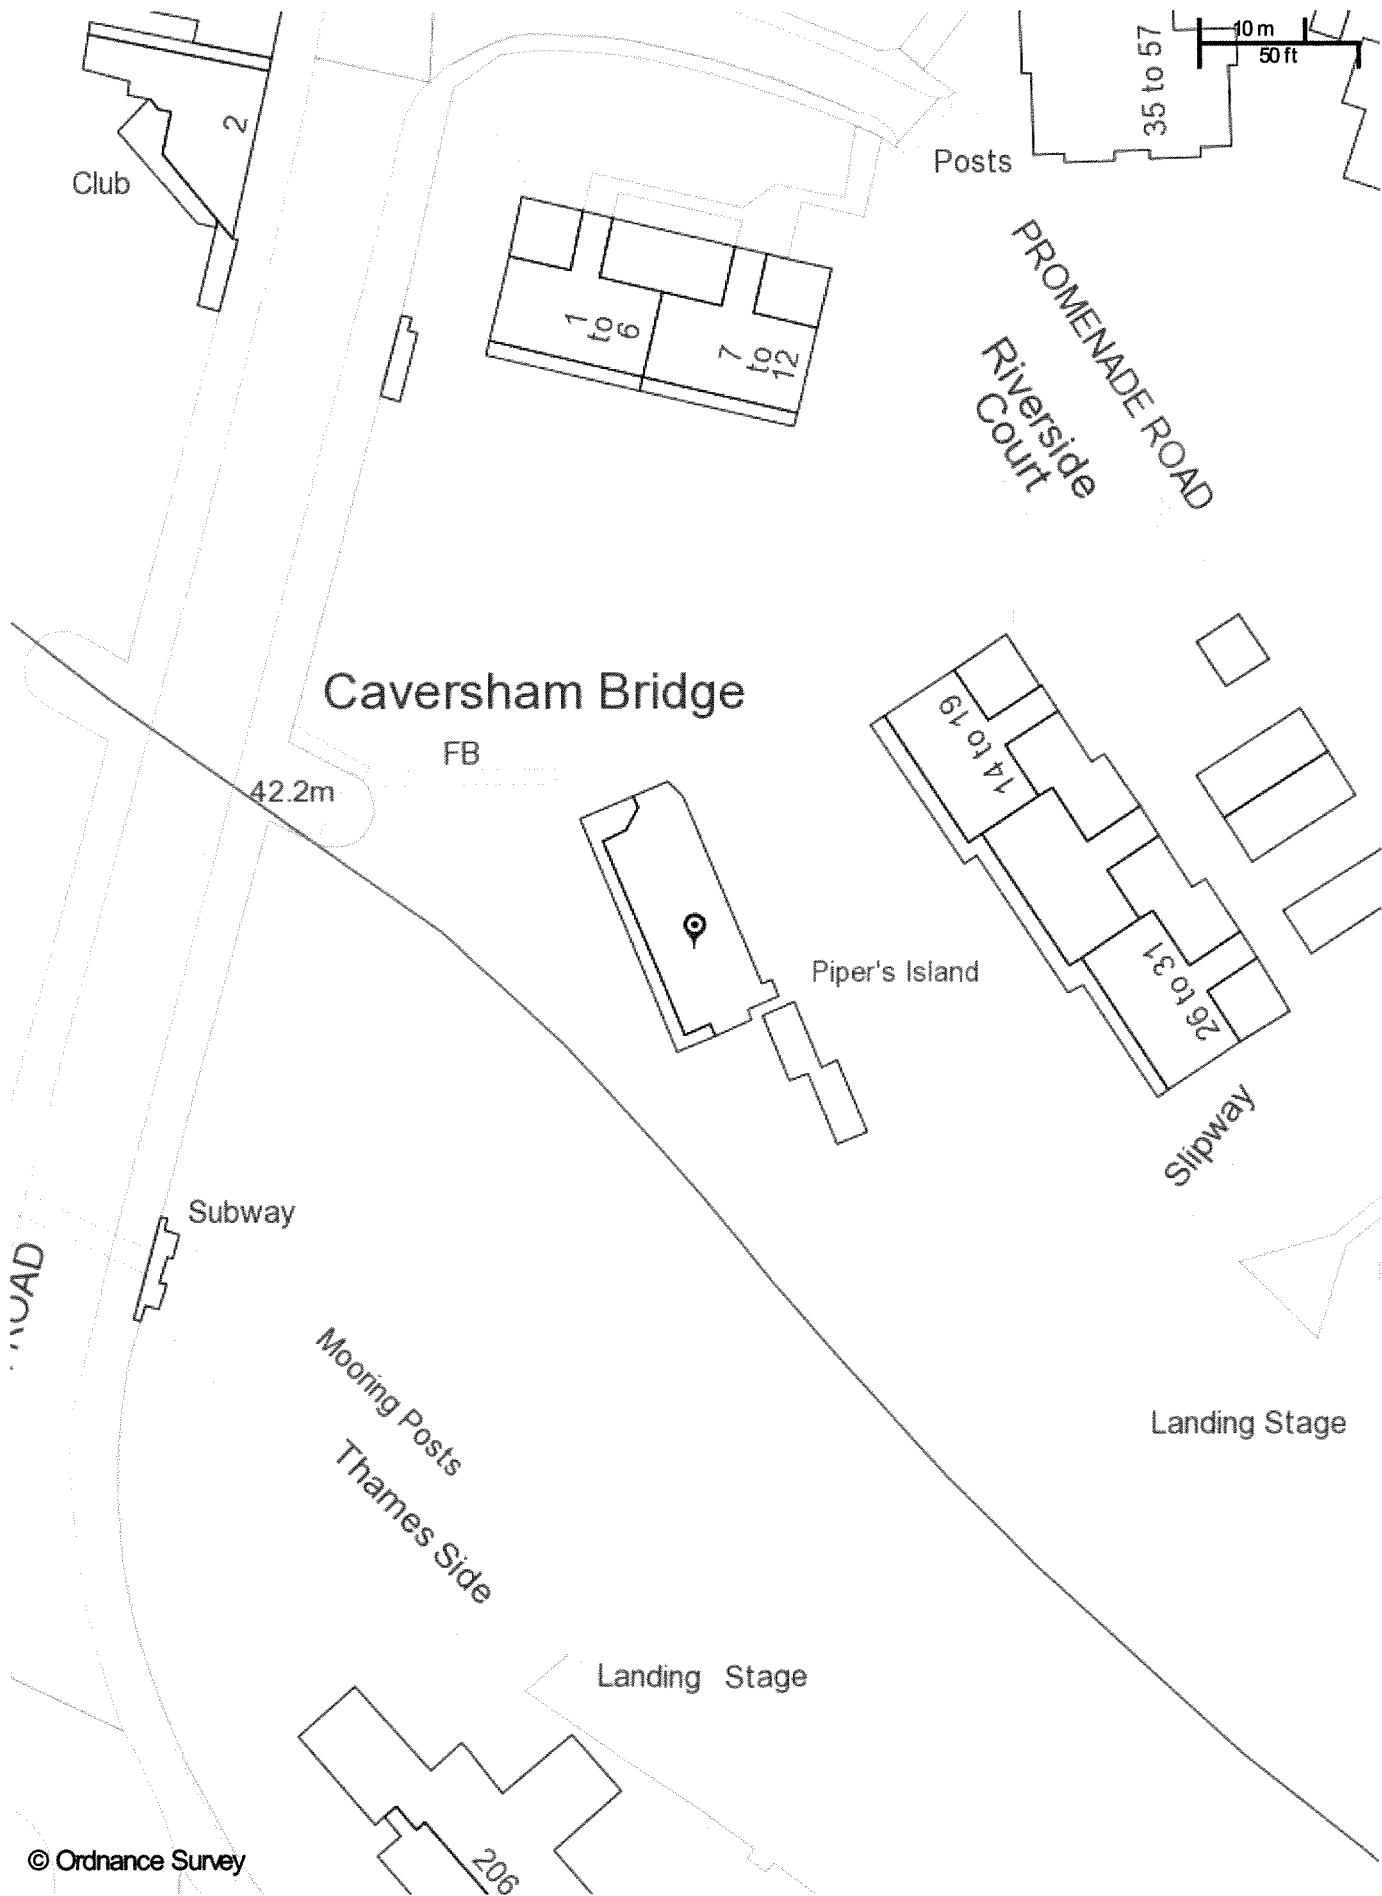 10 m
50 ft
35 to 57
2
Club
Posts
PROMENADE ROAD
Riverside
Court
1
to
6
7
to
12
Caversham Bridge
FB
42.2m
14 to 19
Piper's Island
26 to 31
Slipway
Subway
ROAD
Mooring Posts
Thames Side
Landing Stage
Landing Stage
206
© Ordnance Survey